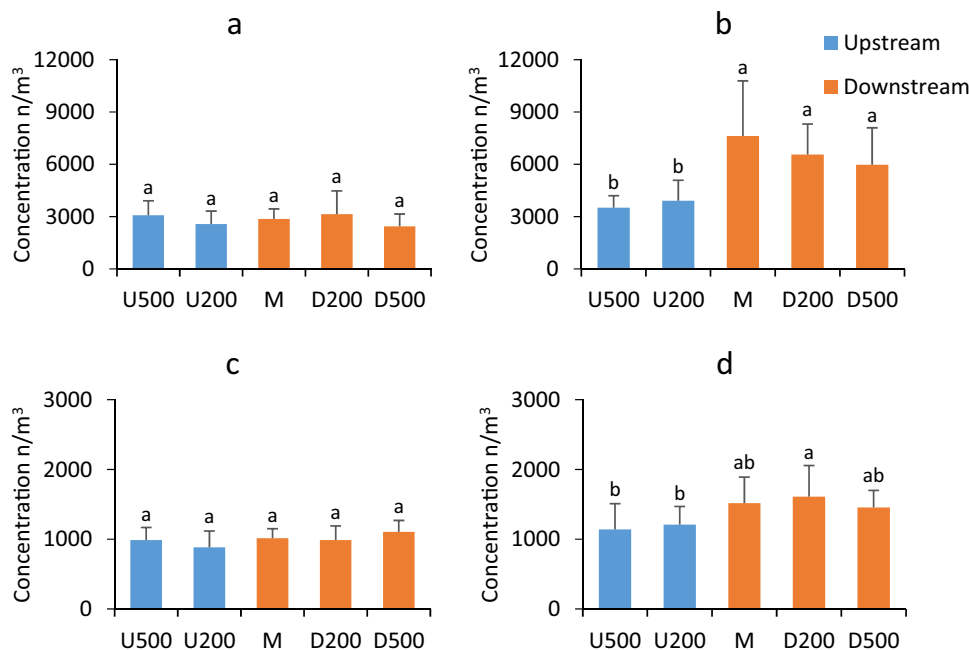 a
Concentration n/m³
12000
9000
6000
3000
0
a
a
a
a
a
U500 U200 M D200 D500
b
Upstream
Downstream
Concentration n/m³
12000
9000
6000
3000
0
b
b
a
a
a
U500 U200 M D200 D500
c
Concentration n/m³
3000
2000
1000
0
a
a
a
a
a
U500 U200 M D200 D500
d
Concentration n/m³
3000
2000
1000
0
b
b
ab
a
ab
U500 U200 M D200 D500